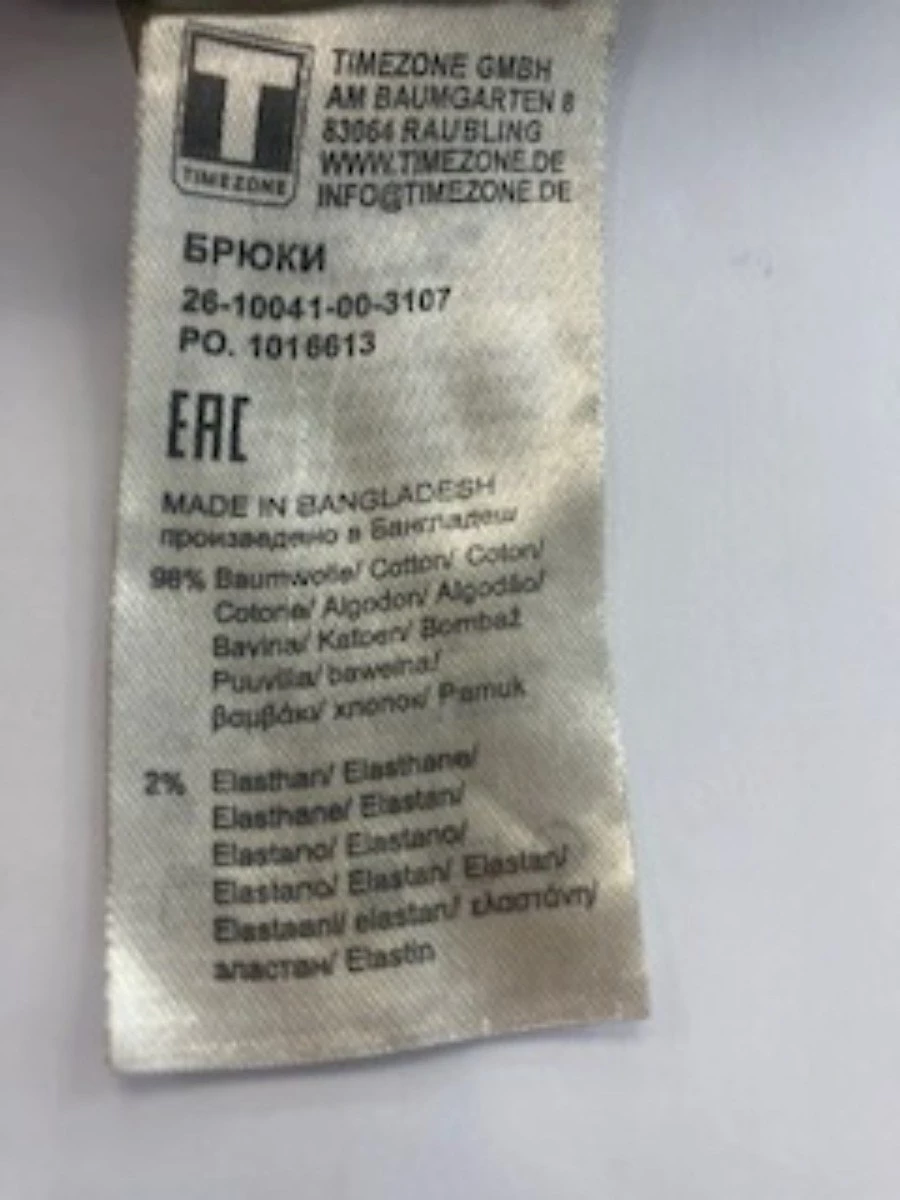 T
TIMEZONE
TIMEZONE GMBH
AM BAUMGARTEN 8
83064 RAUBLING
WWW.TIMEZONE.DE
INFO@TIMEZONE.DE
БРЮКИ
26-10041-00-3107
PO. 1016613
EAC
MADE IN BANGLADESH
произведено в Бангладеш
98% Baumwolle/ Cotton/ Coton/
Cotone/ Algodon/ Algodão/
Bavlna/ Katoen/ Bombaž
Puuvilla/ bawełna/
βαμβάκι/ хлопок/ Pamuk
2% Elasthan/ Elasthane/
Elasthane/ Elastan/
Elastano/ Elastano/
Elastano/ Elastan/ Elastan/
Elastaani/ elastan/ ελαστάνη/
эластан/ Elastin